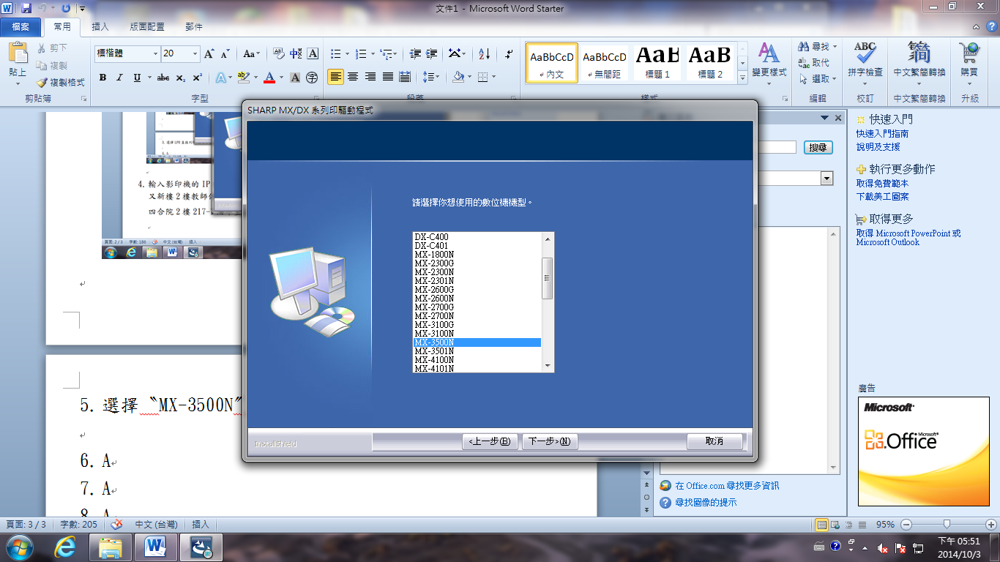 文件1 - Microsoft Word Starter
檔案 常用 插入 版面配置 郵件
貼上
剪下
複製
複製格式
剪貼簿
標楷體 20
B I U abc x₂ x²
字型
段落
AaBbCcD AaBbCcD AaBbC AaBbC
內文 無間距 標題 1 標題 2
變更樣式
樣式
尋找
取代
選取
編輯
ABC
拼字檢查
校訂
中文繁簡轉換
中文繁簡轉換
購買
升級
4. 輸入影印機的 IP
又新樓 2 樓教師
四合院 2 樓 217-
5. 選擇〝MX-3500N〞
6. A
7. A
8. A
SHARP MX/DX 系列印驅動程式
請選擇你想使用的數位機機型。
DX-C400
DX-C401
MX-1800N
MX-2300G
MX-2300N
MX-2301N
MX-2600G
MX-2600N
MX-2700G
MX-2700N
MX-3100G
MX-3100N
MX-3500N
MX-3501N
MX-4100N
MX-4101N
InstallShield
<上一步(B) 下一步>(N) 取消
搜尋
在 Office.com 尋找更多資訊
尋找圖像的提示
快速入門
快速入門指南
說明及支援
執行更多動作
取得免費範本
下載美工圖案
取得更多
取得 Microsoft PowerPoint 或
Microsoft Outlook
廣告
Microsoft
Microsoft
Office
頁面: 3 / 3 字數: 205 中文 (台灣) 插入 95%
下午 05:51
2014/10/3